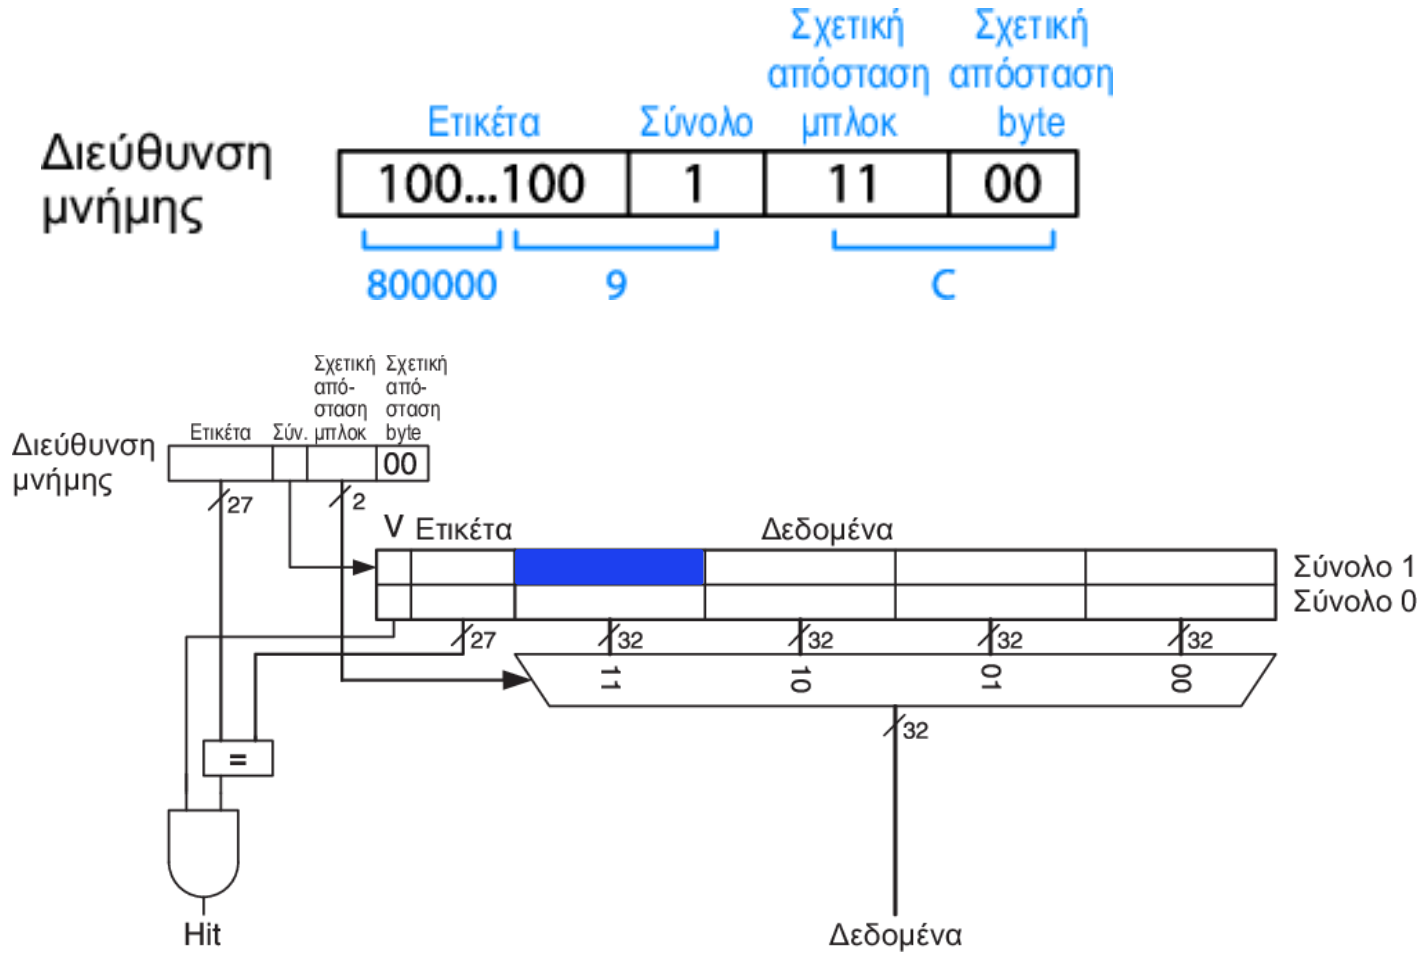 Σχετική Σχετική
απόσταση απόσταση
Ετικέτα Σύνολο μπλοκ byte
Διεύθυνση
μνήμης
100...100 1 11 00
800000 9 C
Σχετική Σχετική
από- από-
σταση σταση
Ετικέτα Σύν. μπλοκ byte
Διεύθυνση
μνήμης
00
27 2
V Ετικέτα Δεδομένα
Σύνολο 1
Σύνολο 0
27 32 32 32 32
11 10 01 00
32
=
Hit
Δεδομένα